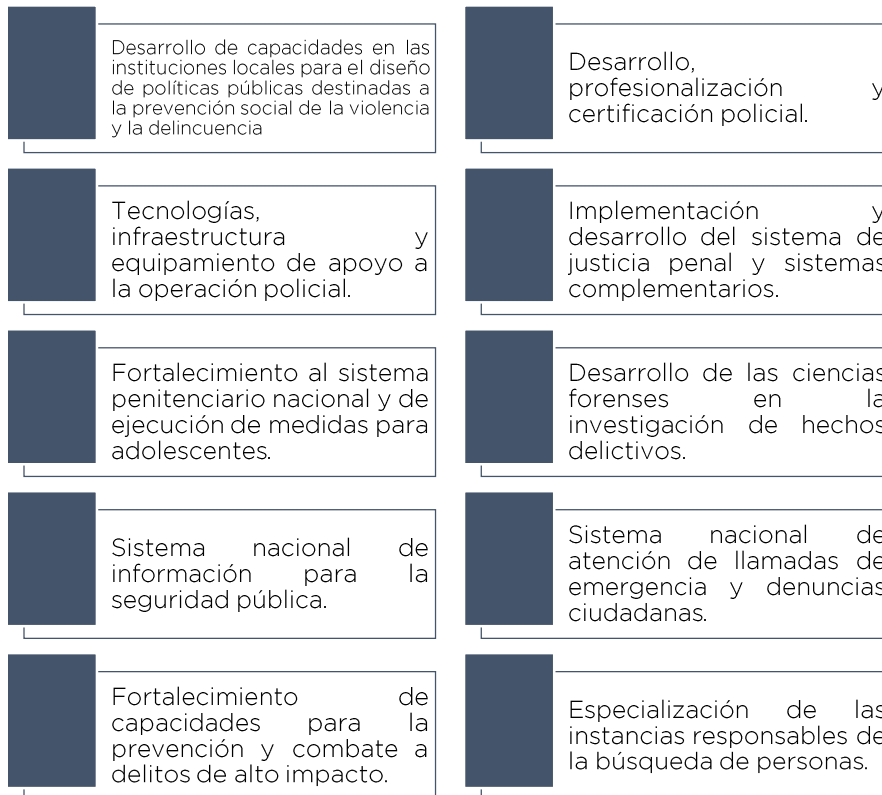 Desarrollo de capacidades en las
instituciones locales para el diseño
de políticas públicas destinadas a
la prevención social de la violencia
y la delincuencia
Desarrollo,
profesionalización y
certificación policial.
Tecnologías,
infraestructura y
equipamiento de apoyo a
la operación policial.
Implementación y
desarrollo del sistema de
justicia penal y sistemas
complementarios.
Fortalecimiento al sistema
penitenciario nacional y de
ejecución de medidas para
adolescentes.
Desarrollo de las ciencias
forenses en la
investigación de hechos
delictivos.
Sistema nacional de
información para la
seguridad pública.
Sistema nacional de
atención de llamadas de
emergencia y denuncias
ciudadanas.
Fortalecimiento de
capacidades para la
prevención y combate a
delitos de alto impacto.
Especialización de las
instancias responsables de
la búsqueda de personas.